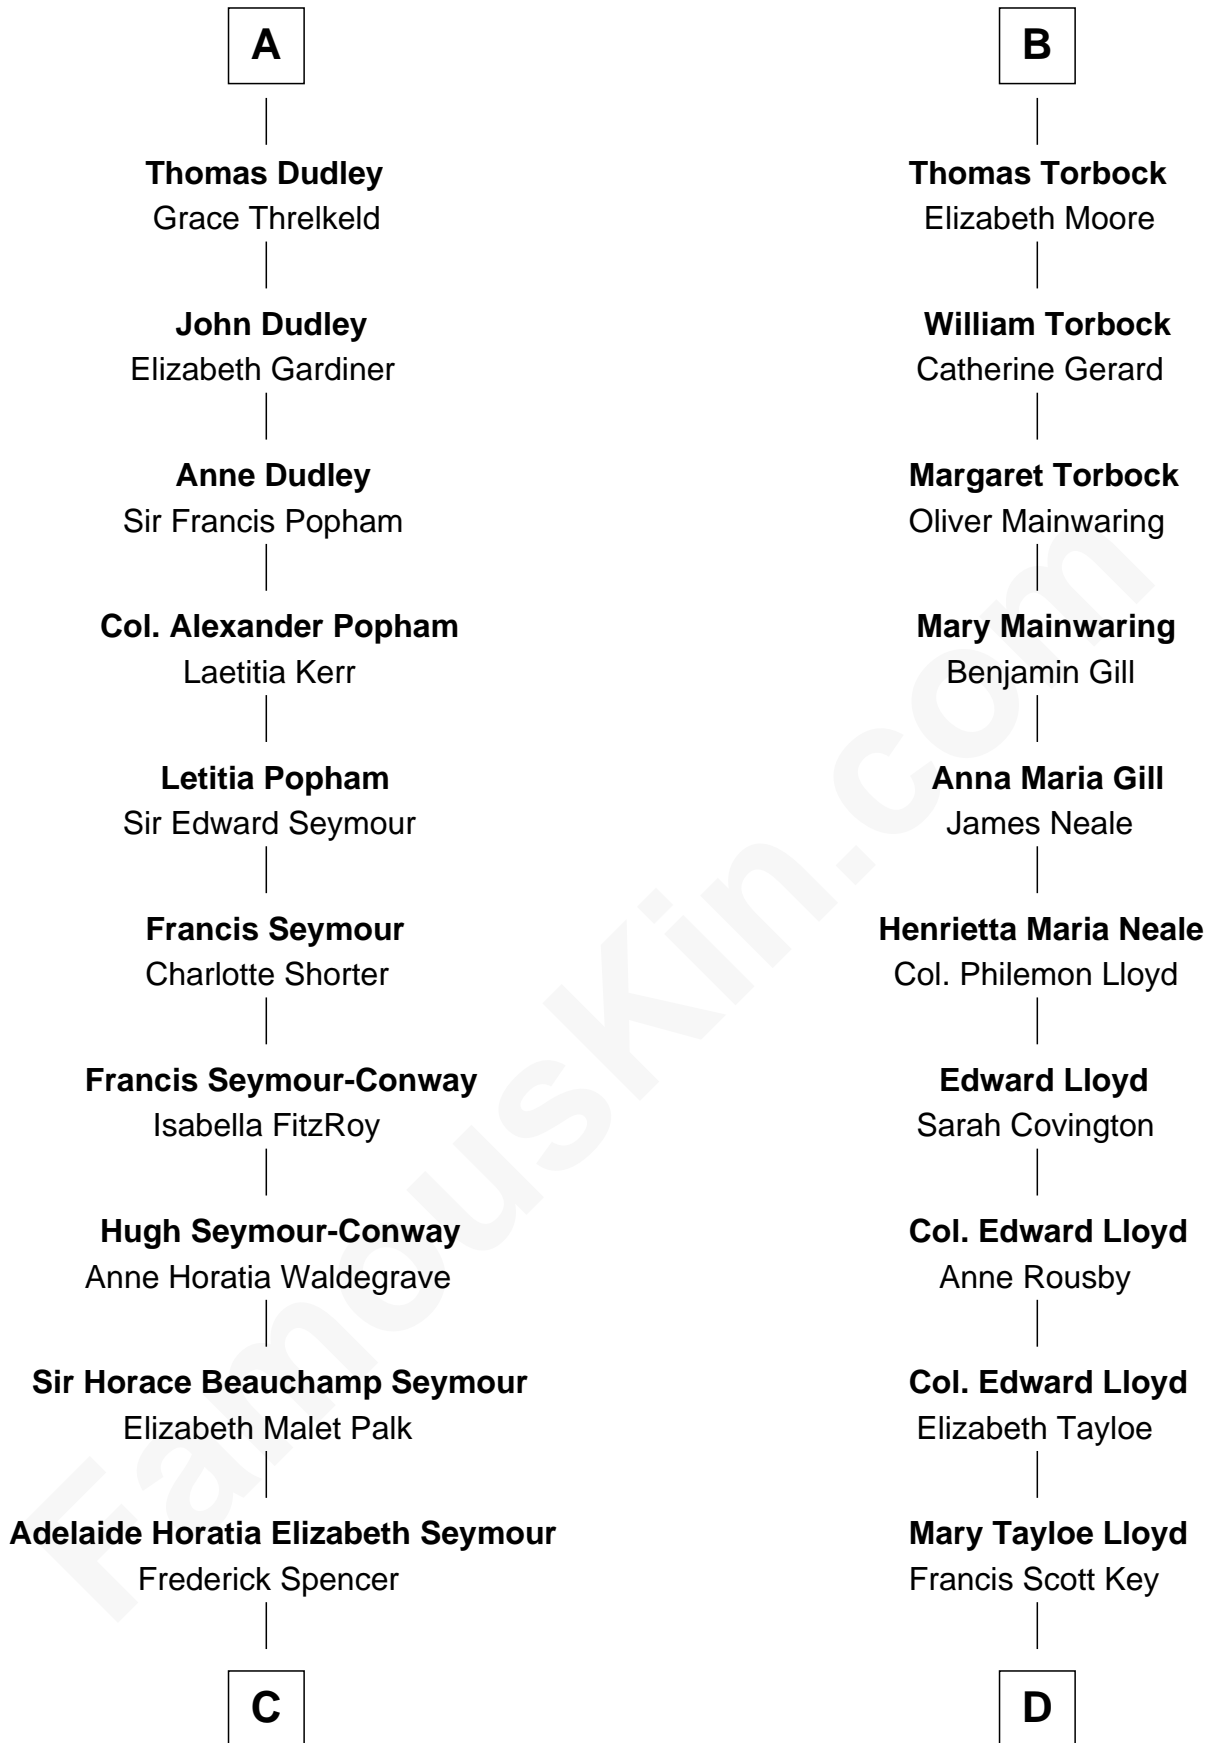 A
Thomas Dudley
Grace Threlkeld
John Dudley
Elizabeth Gardiner
Anne Dudley
Sir Francis Popham
Col. Alexander Popham
Laetitia Kerr
Letitia Popham
Sir Edward Seymour
Francis Seymour
Charlotte Shorter
Francis Seymour-Conway
Isabella FitzRoy
Hugh Seymour-Conway
Anne Horatia Waldegrave
Sir Horace Beauchamp Seymour
Elizabeth Malet Palk
Adelaide Horatia Elizabeth Seymour
Frederick Spencer
C
B
Thomas Torbock
Elizabeth Moore
William Torbock
Catherine Gerard
Margaret Torbock
Oliver Mainwaring
Mary Mainwaring
Benjamin Gill
Anna Maria Gill
James Neale
Henrietta Maria Neale
Col. Philemon Lloyd
Edward Lloyd
Sarah Covington
Col. Edward Lloyd
Anne Rousby
Col. Edward Lloyd
Elizabeth Tayloe
Mary Tayloe Lloyd
Francis Scott Key
D
FamousKin.com